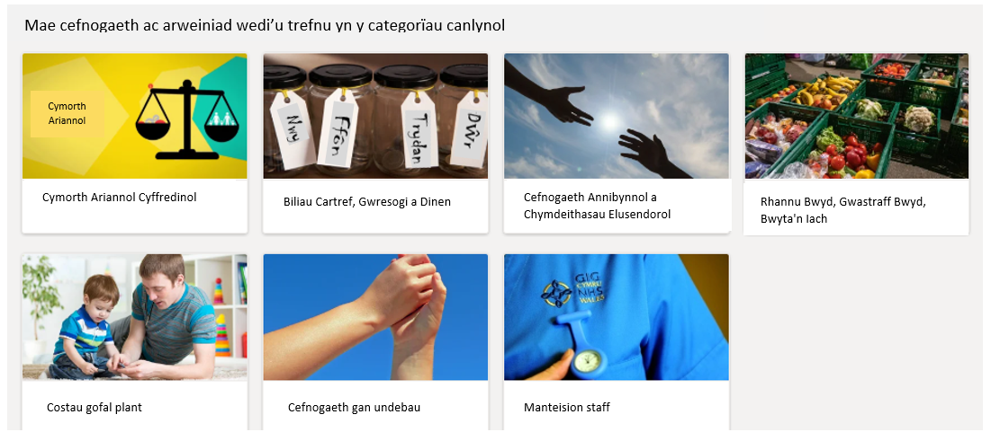 Mae cefnogaeth ac arweiniad wedi’u trefnu yn y categorïau canlynol
Cymorth
Ariannol
Nwy
Ffôn
Trydan
Dŵr
Cymorth Ariannol Cyffredinol
Biliau Cartref, Gwresogi a Dinen
Cefnogaeth Annibynnol a
Chymdeithasau Elusendorol
Rhannu Bwyd, Gwastraff Bwyd,
Bwyta'n Iach
GIG
CYMRU
NHS
WALES
Costau gofal plant
Cefnogaeth gan undebau
Manteision staff